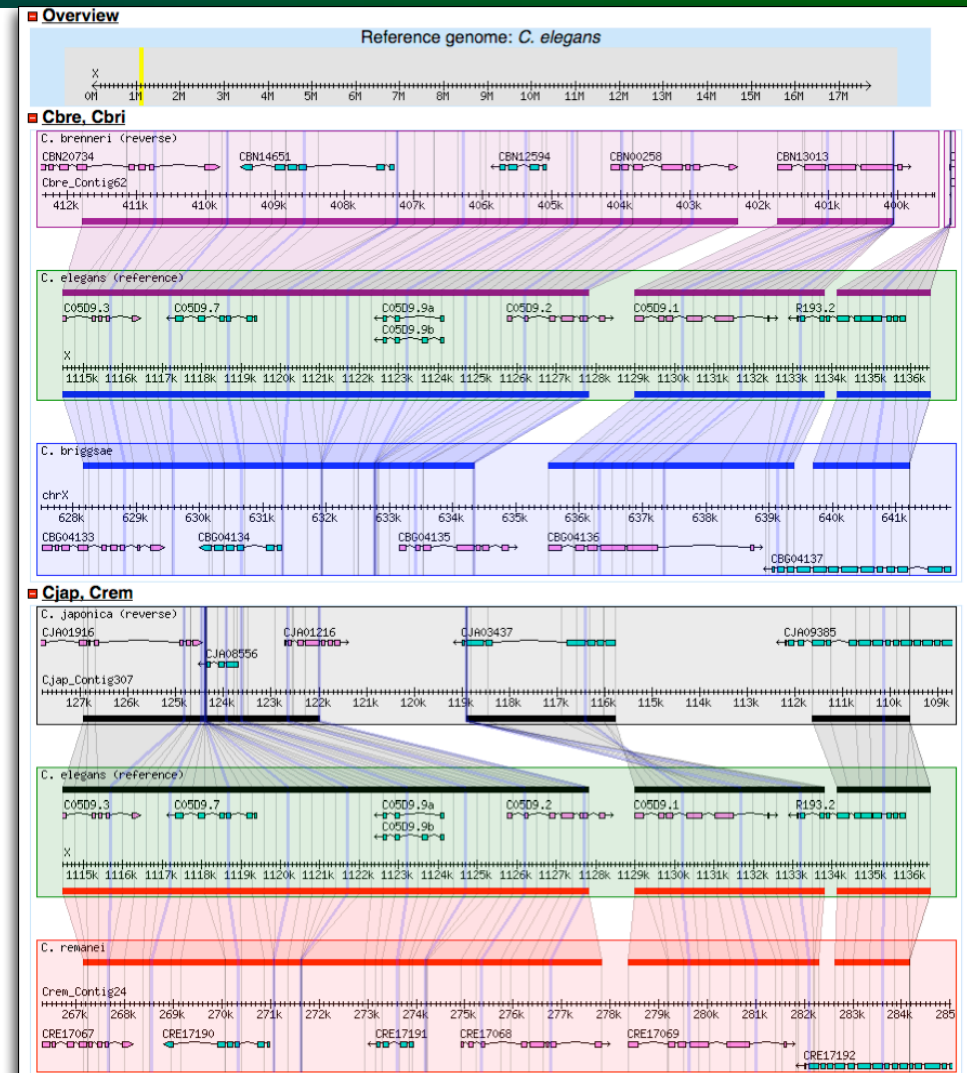 Overview
Reference genome: C. elegans
X
0M 1M 2M 3M 4M 5M 6M 7M 8M 9M 10M 11M 12M 13M 14M 15M 16M 17M
Cbre, Cbri
C. brenneri (reverse)
CBN20734 CBN14651 CBN12594 CBN00258 CBN13013
Cbre_Contig62
412k 411k 410k 409k 408k 407k 406k 405k 404k 403k 402k 401k 400k
C. elegans (reference)
C05D9.3 C05D9.7 C05D9.9a C05D9.2 C05D9.1 R193.2
C05D9.9b
X
1115k 1116k 1117k 1118k 1119k 1120k 1121k 1122k 1123k 1124k 1125k 1126k 1127k 1128k 1129k 1130k 1131k 1132k 1133k 1134k 1135k 1136k
C. briggsae
chrX
628k 629k 630k 631k 632k 633k 634k 635k 636k 637k 638k 639k 640k 641k
CBG04133 CBG04134 CBG04135 CBG04136
CBG04137
Cjap, Crem
C. japonica (reverse)
CJA01916 CJA01216 CJA03437 CJA09385
CJA08556
Cjap_Contig307
127k 126k 125k 124k 123k 122k 121k 120k 119k 118k 117k 116k 115k 114k 113k 112k 111k 110k 109k
C. elegans (reference)
C05D9.3 C05D9.7 C05D9.9a C05D9.2 C05D9.1 R193.2
C05D9.9b
X
1115k 1116k 1117k 1118k 1119k 1120k 1121k 1122k 1123k 1124k 1125k 1126k 1127k 1128k 1129k 1130k 1131k 1132k 1133k 1134k 1135k 1136k
C. remanei
Crem_Contig24
267k 268k 269k 270k 271k 272k 273k 274k 275k 276k 277k 278k 279k 280k 281k 282k 283k 284k 285
CRE17067 CRE17190 CRE17191 CRE17068 CRE17069
CRE17192